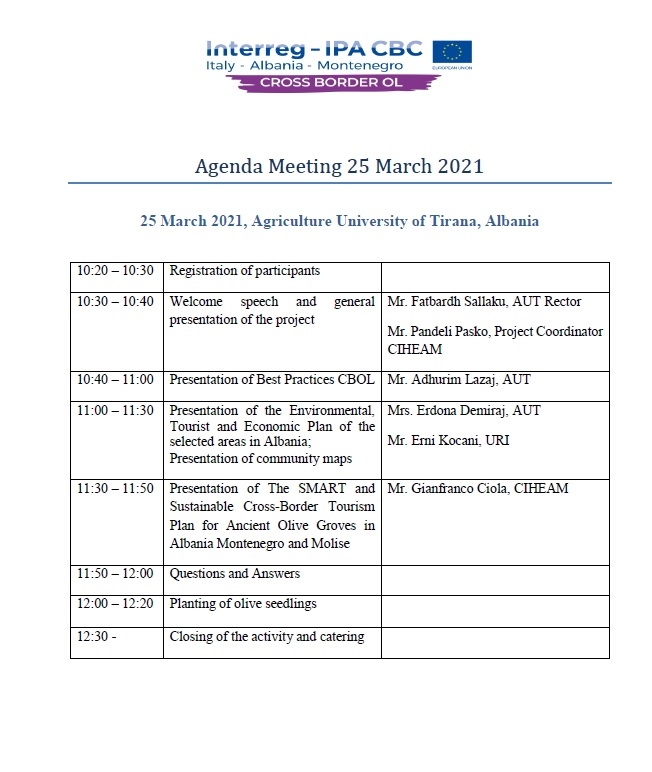 Interreg - IPA CBC
Italy - Albania - Montenegro
EUROPEAN UNION
CROSS BORDER OL
Agenda Meeting 25 March 2021
25 March 2021, Agriculture University of Tirana, Albania
10:20 – 10:30 Registration of participants
10:30 – 10:40 Welcome speech and general Mr. Fatbardh Sallaku, AUT Rector
presentation of the project
Mr. Pandeli Pasko, Project Coordinator
CIHEAM
10:40 – 11:00 Presentation of Best Practices CBOL Mr. Adhurim Lazaj, AUT
11:00 – 11:30 Presentation of the Environmental, Mrs. Erdona Demiraj, AUT
Tourist and Economic Plan of the
selected areas in Albania; Mr. Erni Kocani, URI
Presentation of community maps
11:30 – 11:50 Presentation of The SMART and Mr. Gianfranco Ciola, CIHEAM
Sustainable Cross-Border Tourism
Plan for Ancient Olive Groves in
Albania Montenegro and Molise
11:50 – 12:00 Questions and Answers
12:00 – 12:20 Planting of olive seedlings
12:30 - Closing of the activity and catering